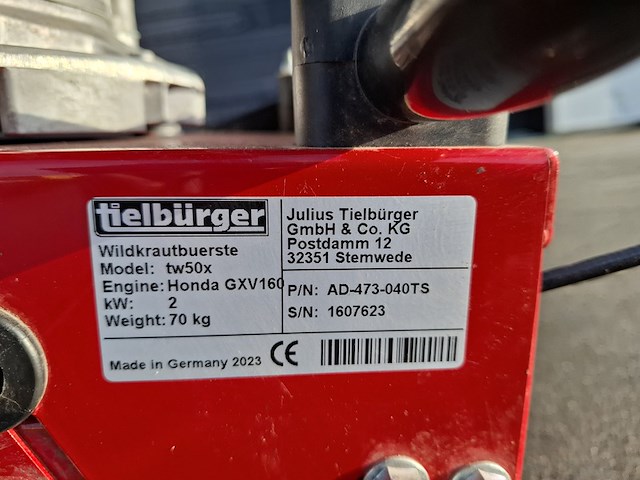 tielbürger
Wildkrautbuerste
Model: tw50x
Engine: Honda GXV160
kW: 2
Weight: 70 kg
Julius Tielbürger
GmbH & Co. KG
Postdamm 12
32351 Stemwede
P/N: AD-473-040TS
S/N: 1607623
Made in Germany 2023 CE